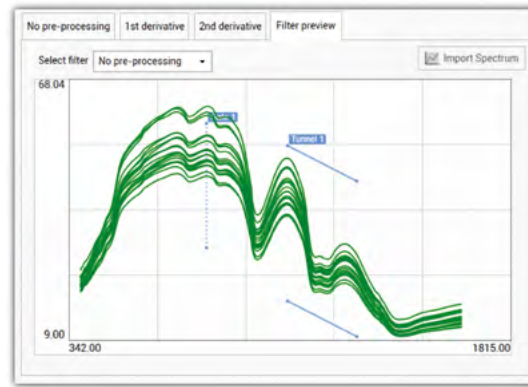 No pre-processing 1st derivative 2nd derivative Filter preview
Select filter No pre-processing Import Spectrum
68.04
Tunnel 1
9.00
342.00 1815.00